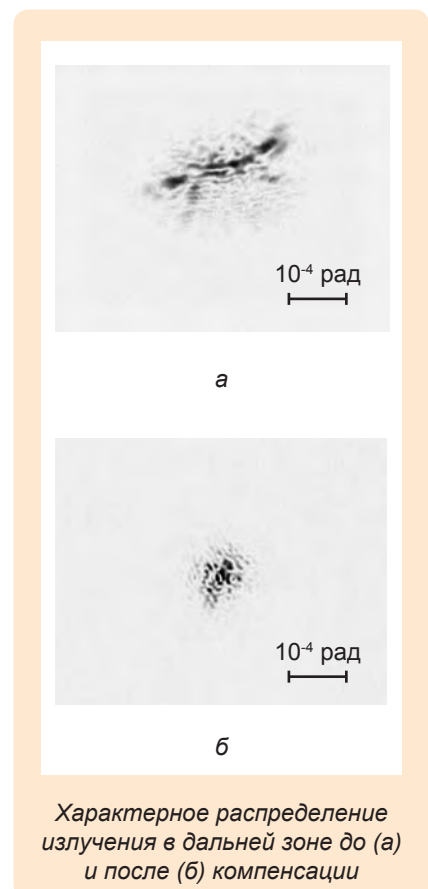 10⁻⁴ рад
а
10⁻⁴ рад
б
Характерное распределение
излучения в дальней зоне до (а)
и после (б) компенсации